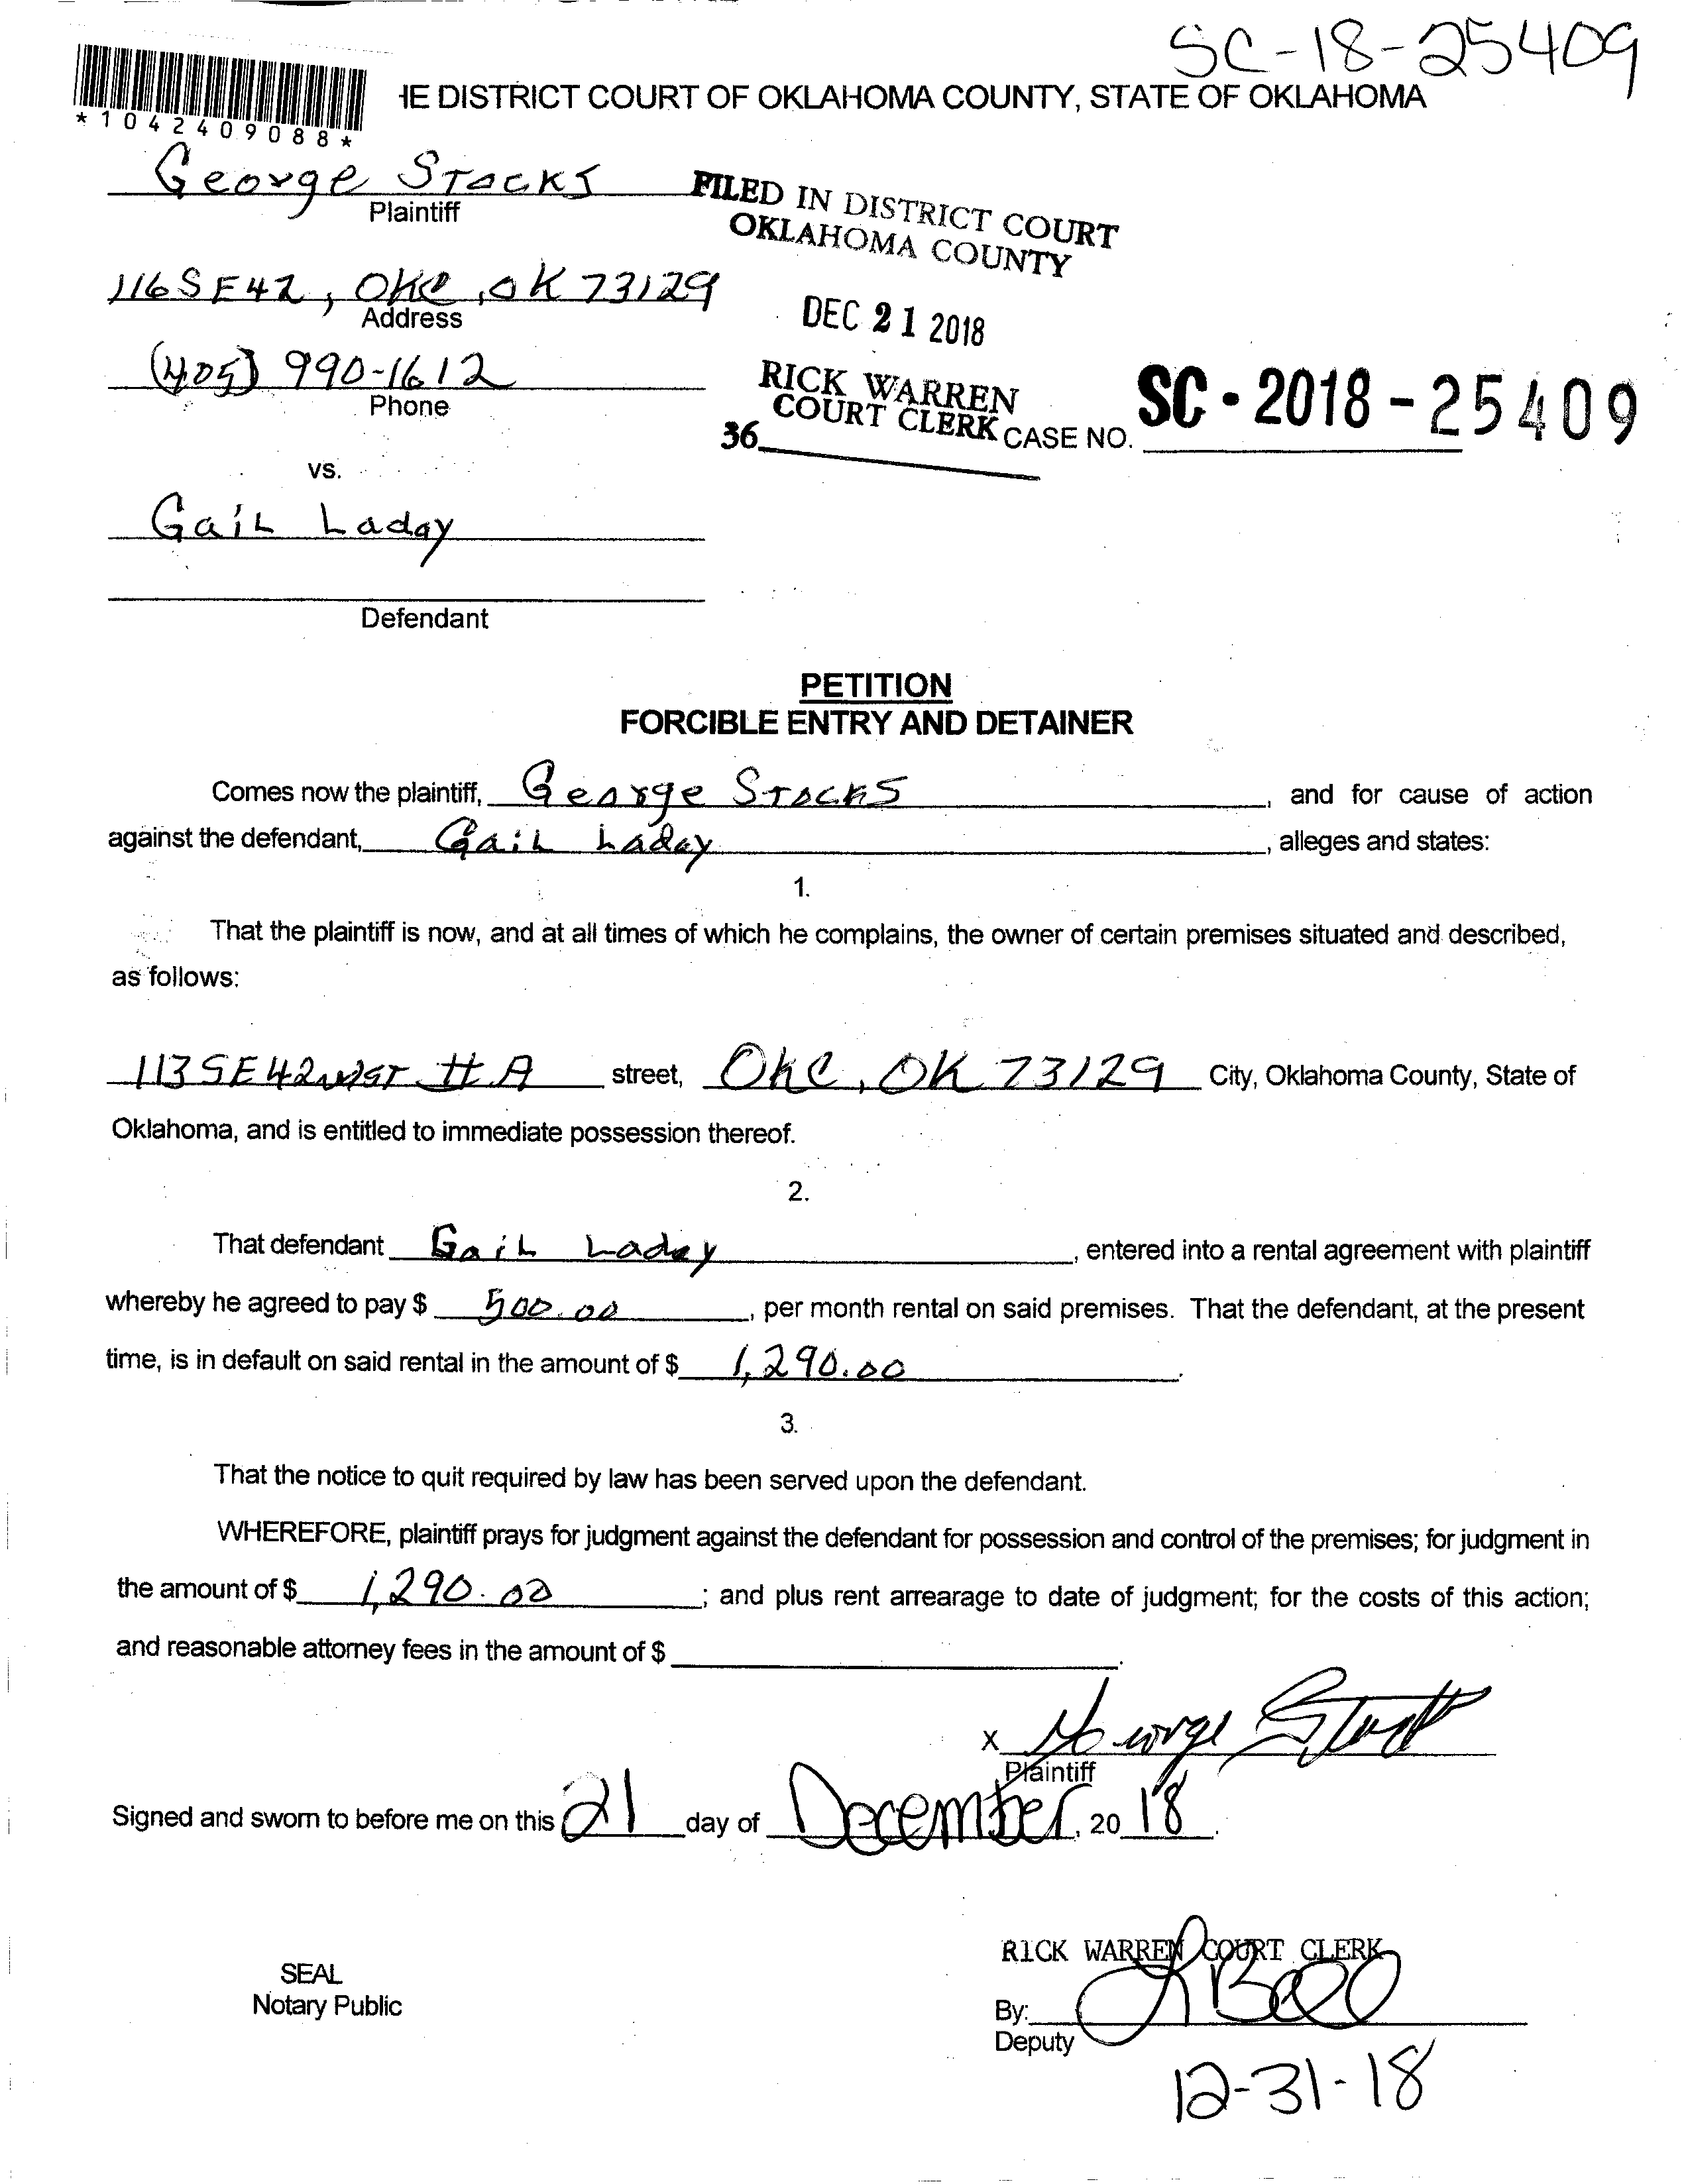 SC-18-25409
*1042409088*
HE DISTRICT COURT OF OKLAHOMA COUNTY, STATE OF OKLAHOMA
George Stocks
Plaintiff
FILED IN DISTRICT COURT
OKLAHOMA COUNTY
116 SE 42, OKC, OK 73129
Address
DEC 21 2018
(405) 990-1612
Phone
RICK WARREN
COURT CLERK
36
CASE NO. SC-2018-25409
vs.
Gail Laday
Defendant
PETITION
FORCIBLE ENTRY AND DETAINER
Comes now the plaintiff, George Stocks, and for cause of action
against the defendant, Gail Laday, alleges and states:
1.
That the plaintiff is now, and at all times of which he complains, the owner of certain premises situated and described,
as follows:
113 SE 42 ST # A street, OKC, OK 73129 City, Oklahoma County, State of
Oklahoma, and is entitled to immediate possession thereof.
2.
That defendant Gail Laday, entered into a rental agreement with plaintiff
whereby he agreed to pay $ 500.00, per month rental on said premises. That the defendant, at the present
time, is in default on said rental in the amount of $ 1,290.00.
3.
That the notice to quit required by law has been served upon the defendant.
WHEREFORE, plaintiff prays for judgment against the defendant for possession and control of the premises; for judgment in
the amount of $ 1,290.00; and plus rent arrearage to date of judgment; for the costs of this action;
and reasonable attorney fees in the amount of $ .
X George
Plaintiff
Signed and sworn to before me on this 21 day of December, 2018.
RICK WARREN COURT CLERK
SEAL
Notary Public
By:
Deputy
12-31-18